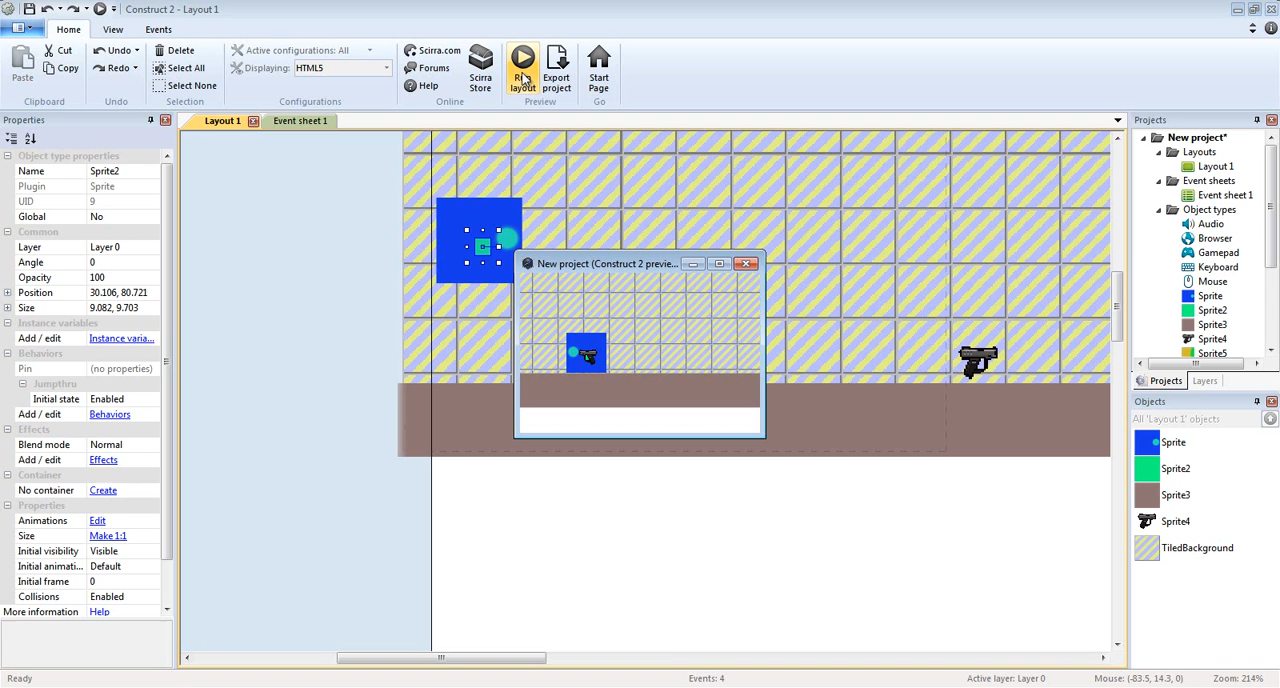 Construct 2 - Layout 1
Home
View
Events
Paste
Cut
Copy
Clipboard
Undo
Redo
Undo
Delete
Select All
Select None
Selection
Active configurations: All
Displaying:
HTML5
Configurations
Scirra.com
Forums
Help
Scirra
Store
Online
Run
layout
Export
project
Preview
Start
Page
Go
Properties
Object type properties
Name Sprite2
Plugin Sprite
UID 9
Global No
Common
Layer Layer 0
Angle 0
Opacity 100
Position 30.106, 80.721
Size 9.082, 9.703
Instance variables
Add / edit Instance varia...
Behaviors
Pin (no properties)
Jumpthru
Initial state Enabled
Add / edit Behaviors
Effects
Blend mode Normal
Add / edit Effects
Container
No container Create
Properties
Animations Edit
Size Make 1:1
Initial visibility Visible
Initial animati... Default
Initial frame 0
Collisions Enabled
More information Help
Layout 1
Event sheet 1
New project (Construct 2 previe...
Projects
New project*
Layouts
Layout 1
Event sheets
Event sheet 1
Object types
Audio
Browser
Gamepad
Keyboard
Mouse
Sprite
Sprite2
Sprite3
Sprite4
Sprite5
Projects
Layers
Objects
All 'Layout 1' objects
Sprite
Sprite2
Sprite3
Sprite4
TiledBackground
Ready
Events: 4
Active layer: Layer 0
Mouse: (-83.5, 14.3, 0)
Zoom: 214%